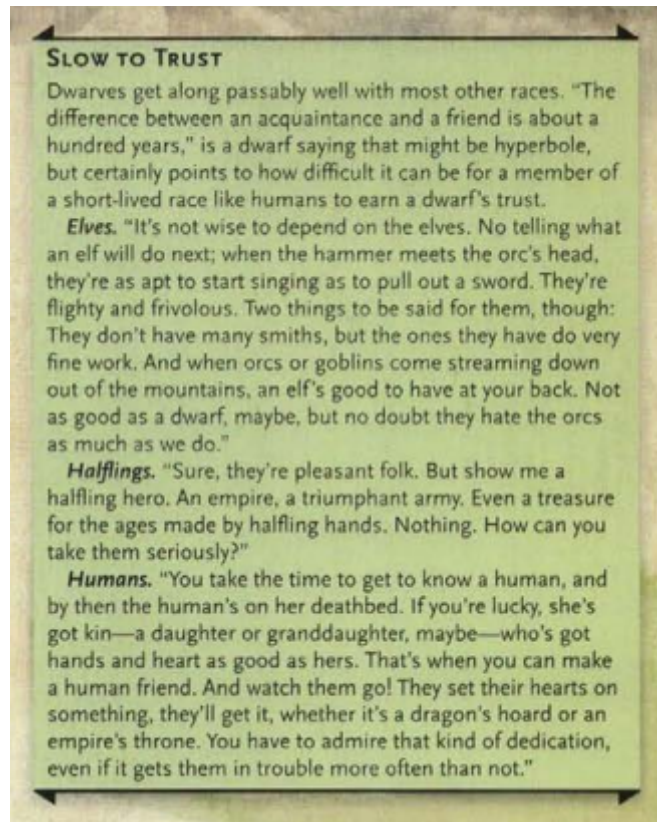 SLOW TO TRUST
Dwarves get along passably well with most other races. “The
difference between an acquaintance and a friend is about a
hundred years,” is a dwarf saying that might be hyperbole,
but certainly points to how difficult it can be for a member of
a short-lived race like humans to earn a dwarf’s trust.
Elves. “It’s not wise to depend on the elves. No telling what
an elf will do next; when the hammer meets the orc’s head,
they’re as apt to start singing as to pull out a sword. They’re
flighty and frivolous. Two things to be said for them, though:
They don’t have many smiths, but the ones they have do very
fine work. And when orcs or goblins come streaming down
out of the mountains, an elf’s good to have at your back. Not
as good as a dwarf, maybe, but no doubt they hate the orcs
as much as we do.”
Halflings. “Sure, they’re pleasant folk. But show me a
halfling hero. An empire, a triumphant army. Even a treasure
for the ages made by halfling hands. Nothing. How can you
take them seriously?”
Humans. “You take the time to get to know a human, and
by then the human’s on her deathbed. If you’re lucky, she’s
got kin—a daughter or granddaughter, maybe—who’s got
hands and heart as good as hers. That’s when you can make
a human friend. And watch them go! They set their hearts on
something, they’ll get it, whether it’s a dragon’s hoard or an
empire’s throne. You have to admire that kind of dedication,
even if it gets them in trouble more often than not.”